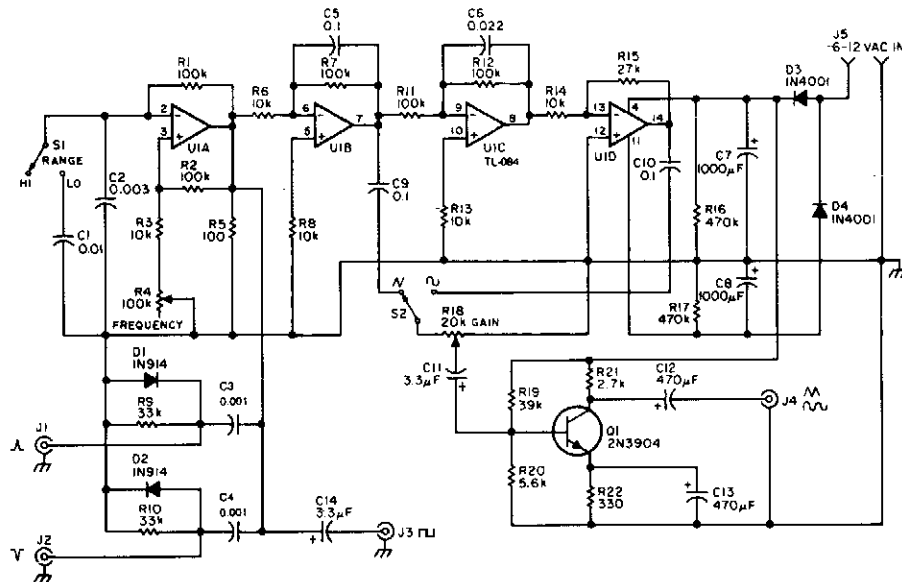 C5
0.1
C6
0.022
J5
-6-12 VAC IN
R1
100k
R7
100k
R12
100k
R15
27k
D3
1N4001
R6
10k
R11
100k
R14
10k
2
3
U1A
6
5
7
U1B
9
10
8
U1C
TL-084
13
12
4
11
14
U1D
S1
RANGE
HI
LO
C2
0.003
R2
100k
C1
0.01
R3
10k
R5
100
R8
10k
C9
0.1
R13
10k
C10
0.1
C7
1000µF
R16
470k
D4
1N4001
R4
100k
FREQUENCY
S2
R18
20k GAIN
R17
470k
C8
1000µF
D1
1N914
R9
33k
C3
0.001
J1
C11
3.3µF
R19
39k
R21
2.7k
C12
470µF
J4
Q1
2N3904
D2
1N914
R10
33k
C4
0.001
J2
C14
3.3µF
J3
R20
5.6k
R22
330
C13
470µF